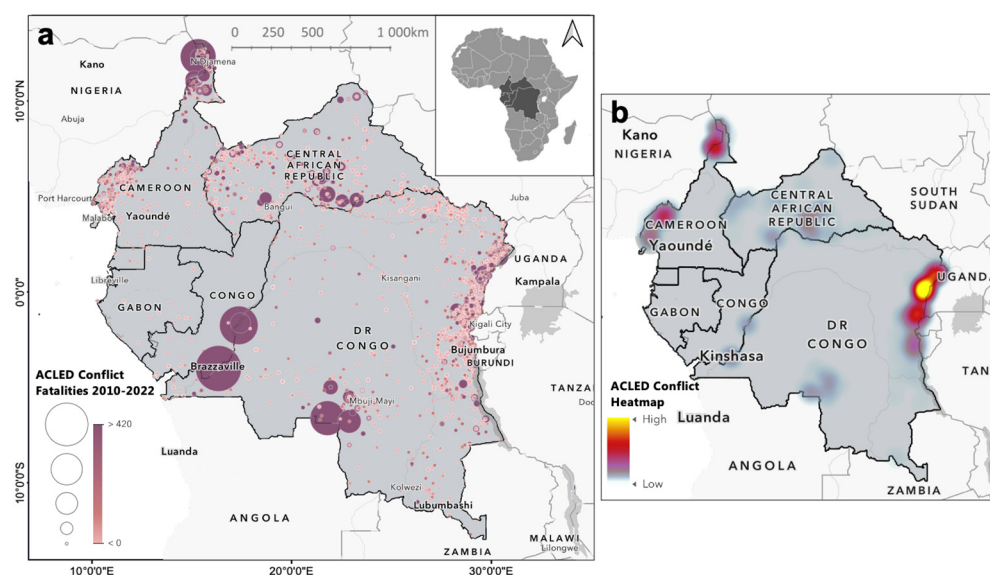 a
0 250 500 1 000km
Kano
N'Djamena
NIGERIA
Abuja
10°0'0"N
CENTRAL
AFRICAN
REPUBLIC
CAMEROON
Port Harcourt
Malabo
Yaoundé
Bangui
Juba
UGANDA
Kampala
Libreville
0°0'0"
Kisangani
CONGO
GABON
Kigali City
DR
CONGO
Bujumbura
BURUNDI
Brazzaville
ACLED Conflict
Fatalities 2010-2022
> 420
< 0
TANZA
Doc
Mbuji Mayi
Luanda
10°0'0"S
Kolwezi
Lubumbashi
ANGOLA
MALAWI
Lilongwe
ZAMBIA
10°0'0"E
20°0'0"E
30°0'0"E
b
Kano
NIGERIA
SOUTH
SUDAN
CENTRAL
AFRICAN
REPUBLIC
CAMEROON
Yaoundé
UGANDA
CONGO
GABON
DR
CONGO
Kinshasa
TAN
ACLED Conflict
Heatmap
High
Low
Luanda
ANGOLA
ZAMBIA